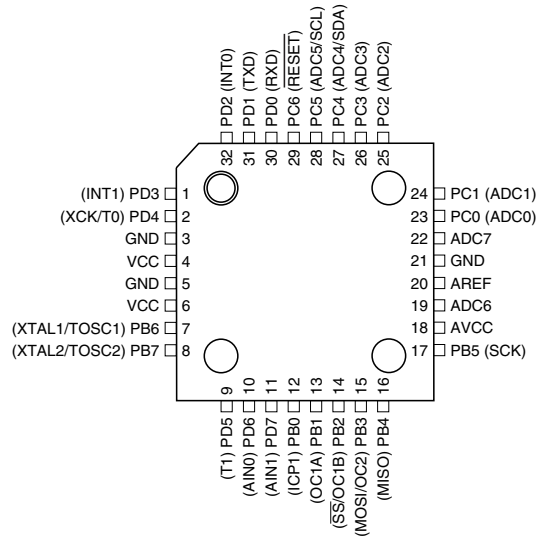 PD2 (INT0)
PD1 (TXD)
PD0 (RXD)
PC6 (RESET)
PC5 (ADC5/SCL)
PC4 (ADC4/SDA)
PC3 (ADC3)
PC2 (ADC2)
32
31
30
29
28
27
26
25
(INT1) PD3 1
(XCK/T0) PD4 2
GND 3
VCC 4
GND 5
VCC 6
(XTAL1/TOSC1) PB6 7
(XTAL2/TOSC2) PB7 8
24 PC1 (ADC1)
23 PC0 (ADC0)
22 ADC7
21 GND
20 AREF
19 ADC6
18 AVCC
17 PB5 (SCK)
9
10
11
12
13
14
15
16
(T1) PD5
(AIN0) PD6
(AIN1) PD7
(ICP1) PB0
(OC1A) PB1
(SS/OC1B) PB2
(MOSI/OC2) PB3
(MISO) PB4